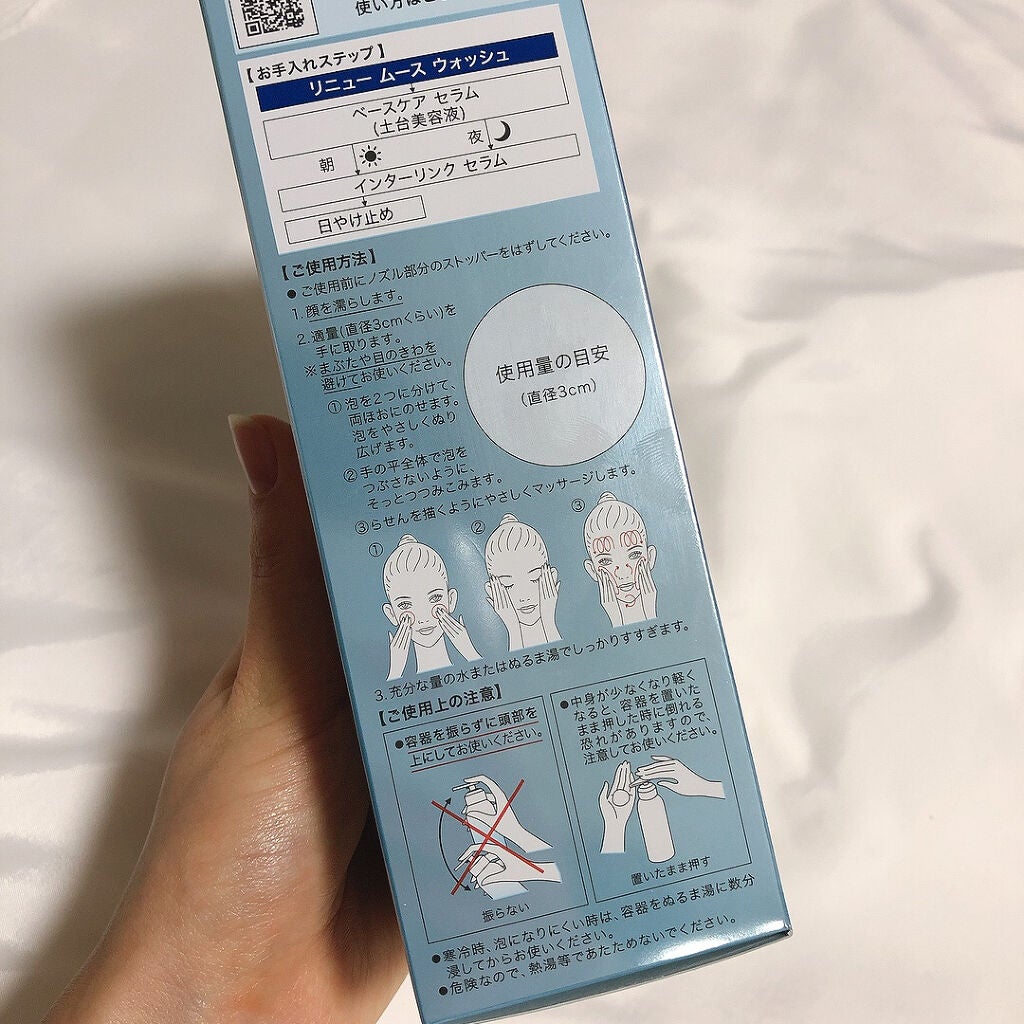 使い方はこ
【お手入れステップ】
リニュー ムース ウォッシュ
ベースケア セラム
(土台美容液)
朝
夜
インターリンク セラム
日やけ止め
【ご使用方法】
●ご使用前にノズル部分のストッパーをはずしてください。
1.顔を濡らします。
2.適量(直径3cmくらい)を
手に取ります。
※まぶたや目のきわを
避けてお使いください。
①泡を2つに分けて、
両ほおにのせます。
泡をやさしくぬり
広げます。
②手の平全体で泡を
つぶさないように、
そっとつつみこみます。
③らせんを描くようにやさしくマッサージします。
使用量の目安
(直径3cm)
①
②
③
3.充分な量の水またはぬるま湯でしっかりすすぎます。
【ご使用上の注意】
●容器を振らずに頭部を
上にしてお使いください。
振らない
●中身が少なくなり軽く
なると、容器を置いた
まま押した時に倒れる
恐れがありますので、
注意してお使いください。
置いたまま押す
●寒冷時、泡になりにくい時は、容器をぬるま湯に数分
浸してからお使いください。
●危険なので、熱湯等であたためないでください。